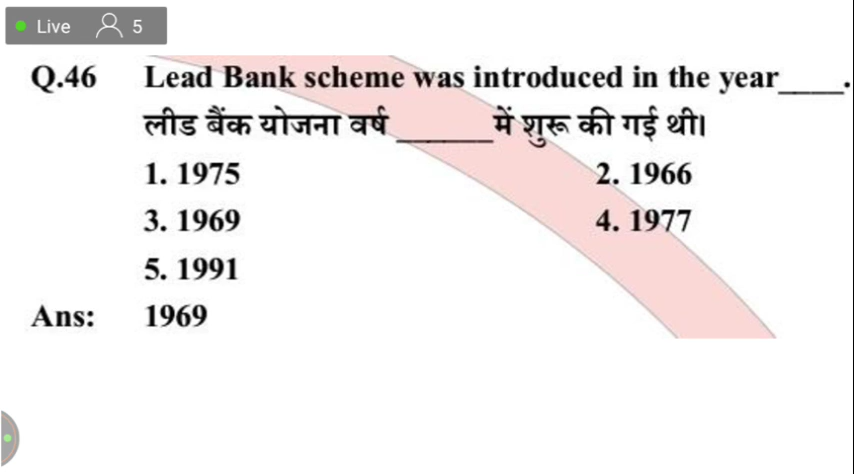 Live 5
Q.46 Lead Bank scheme was introduced in the year____.
लीड बैंक योजना वर्ष ______ में शुरू की गई थी।
1. 1975 2. 1966
3. 1969 4. 1977
5. 1991
Ans: 1969